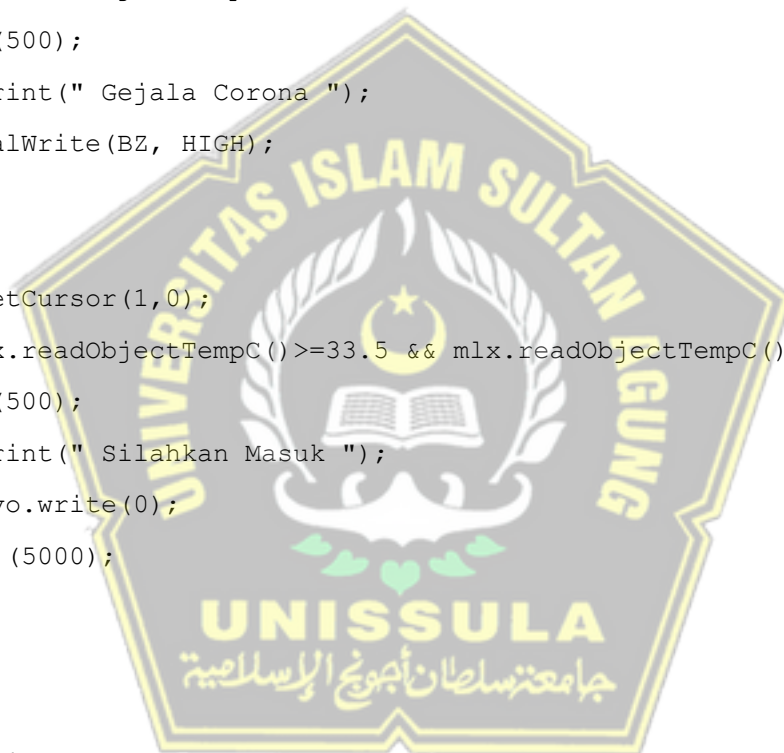 (500);
rint(" Gejala Corona ");
alWrite(BZ, HIGH);
etCursor(1,0);
x.readObjectTempC()>=33.5 && mlx.readObjectTempC()
(500);
rint(" Silahkan Masuk ");
vo.write(0);
(5000);
UNIVERSITAS ISLAM SULTAN AGUNG
UNISSULA
جامعة سلطان أجونج الإسلامية